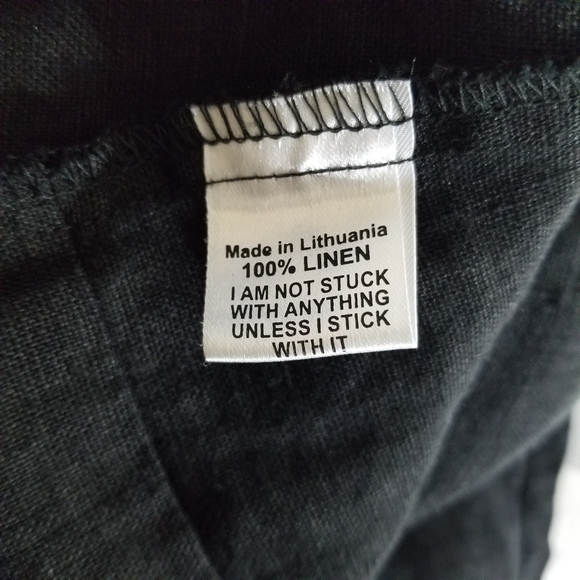 Made in Lithuania
100% LINEN
I AM NOT STUCK
WITH ANYTHING
UNLESS I STICK
WITH IT